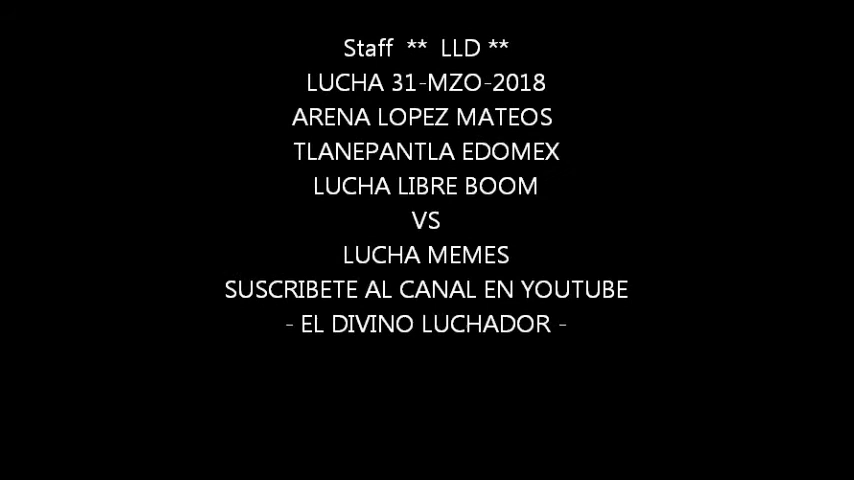 Staff ** LLD **
LUCHA 31-MZO-2018
ARENA LOPEZ MATEOS
TLANEPANTLA EDOMEX
LUCHA LIBRE BOOM
VS
LUCHA MEMES
SUSCRIBETE AL CANAL EN YOUTUBE
- EL DIVINO LUCHADOR -